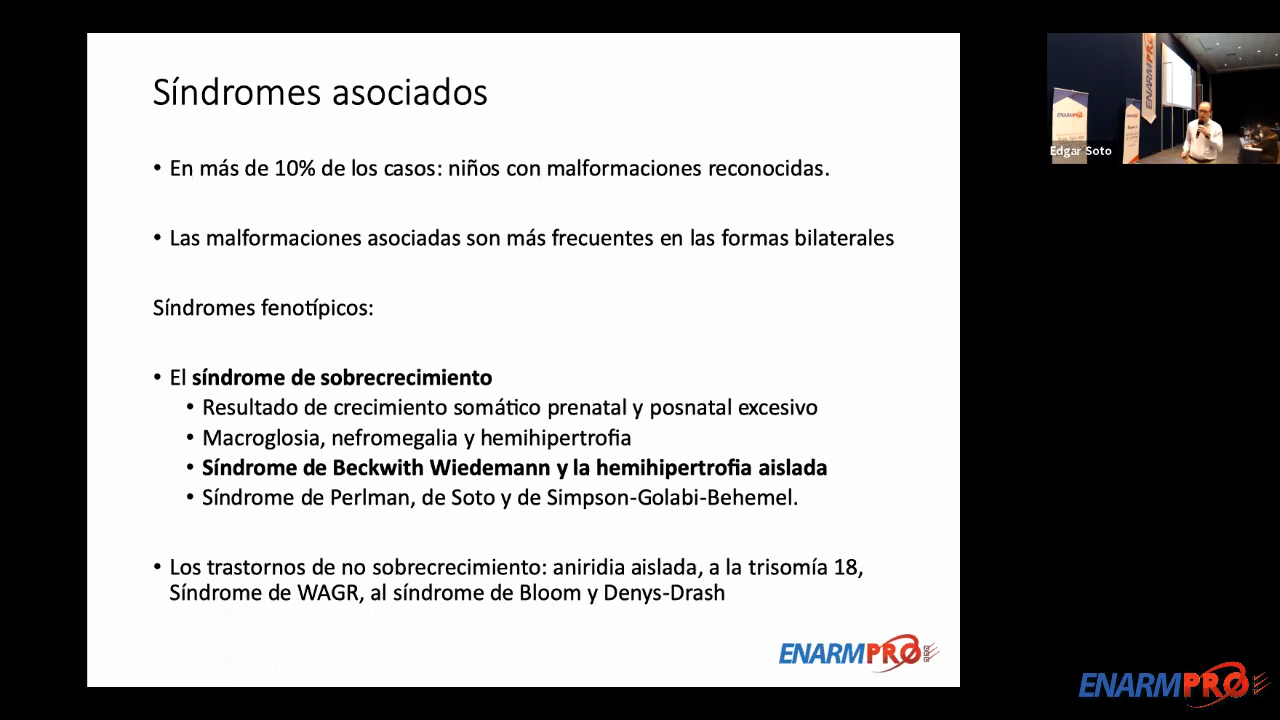 Síndromes asociados
• En más de 10% de los casos: niños con malformaciones reconocidas.
• Las malformaciones asociadas son más frecuentes en las formas bilaterales
Síndromes fenotípicos:
• El síndrome de sobrecrecimiento
• Resultado de crecimiento somático prenatal y posnatal excesivo
• Macroglosia, nefromegalia y hemihipertrofia
• Síndrome de Beckwith Wiedemann y la hemihipertrofia aislada
• Síndrome de Perlman, de Soto y de Simpson-Golabi-Behemel.
• Los trastornos de no sobrecrecimiento: aniridia aislada, a la trisomía 18,
Síndrome de WAGR, al síndrome de Bloom y Denys-Drash
ENARMPRO
ENARMPRO
ENARMPRO
Edgar Soto
ENARMPRO